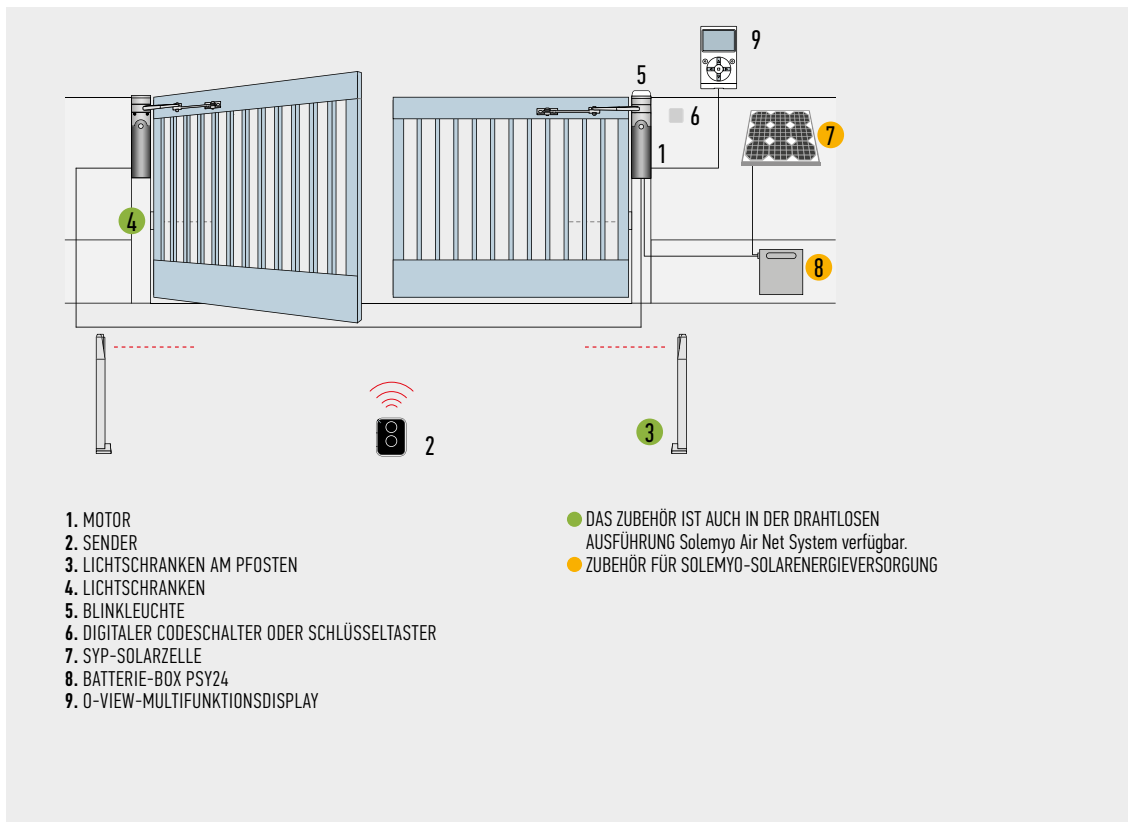 9
5
6
7
1
4
8
3
2
1. MOTOR
2. SENDER
3. LICHTSCHRANKEN AM PFOSTEN
4. LICHTSCHRANKEN
5. BLINKLEUCHTE
6. DIGITALER CODESCHALTER ODER SCHLÜSSELTASTER
7. SYP-SOLARZELLE
8. BATTERIE-BOX PSY24
9. O-VIEW-MULTIFUNKTIONSDISPLAY
DAS ZUBEHÖR IST AUCH IN DER DRAHTLOSEN
AUSFÜHRUNG Solemyo Air Net System verfügbar.
ZUBEHÖR FÜR SOLEMYO-SOLARENERGIEVERSORGUNG